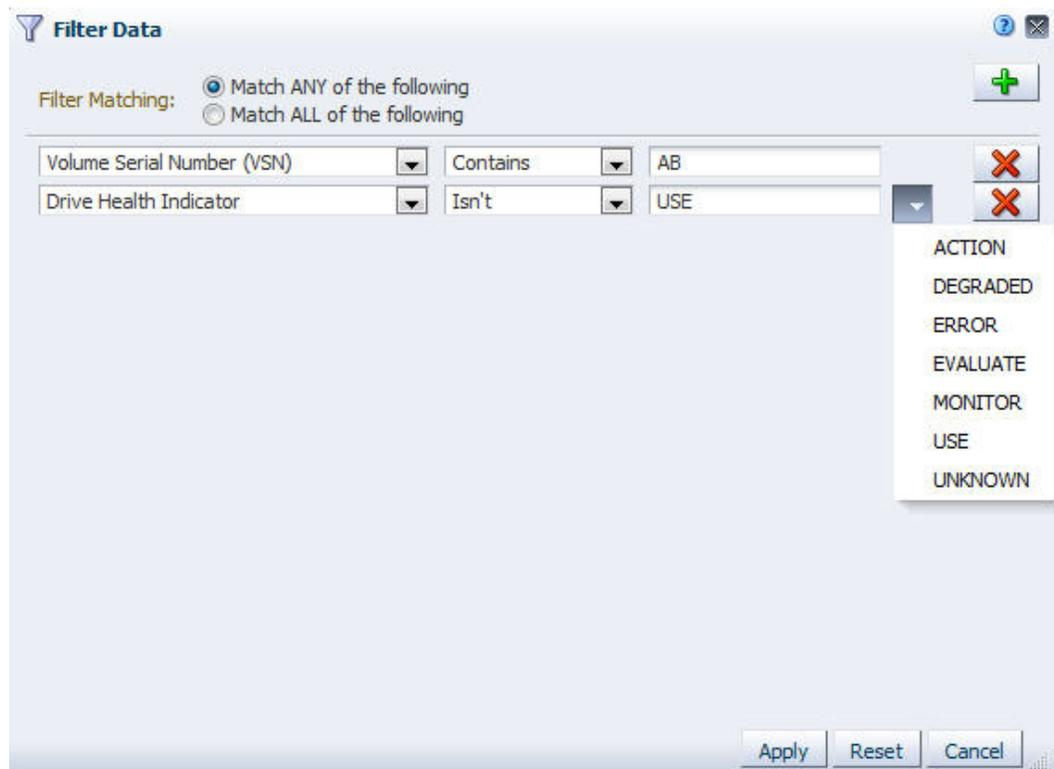 Filter Data
Filter Matching:
Match ANY of the following
Match ALL of the following
Volume Serial Number (VSN) Contains AB
Drive Health Indicator Isn't USE
ACTION
DEGRADED
ERROR
EVALUATE
MONITOR
USE
UNKNOWN
Apply Reset Cancel